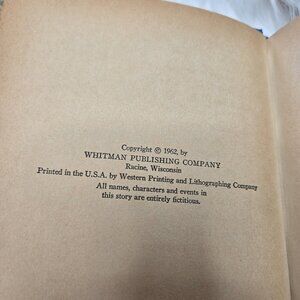 Copyright © 1962, by
WHITMAN PUBLISHING COMPANY
Racine, Wisconsin
Printed in the U.S.A. by Western Printing and Lithographing Company
All names, characters and events in
this story are entirely fictitious.